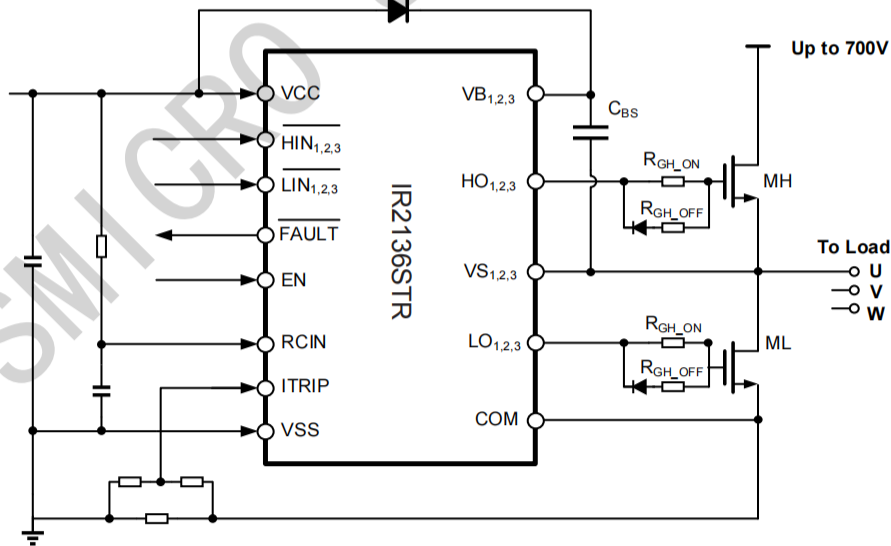 SMICRO
Up to 700V
VCC
VB1,2,3
CBS
HIN1,2,3
RGH_ON
LIN1,2,3
HO1,2,3
MH
RGH_OFF
IR2136STR
FAULT
To Load
EN
VS1,2,3
U
V
W
RGH_ON
RCIN
LO1,2,3
ML
RGH_OFF
ITRIP
COM
VSS